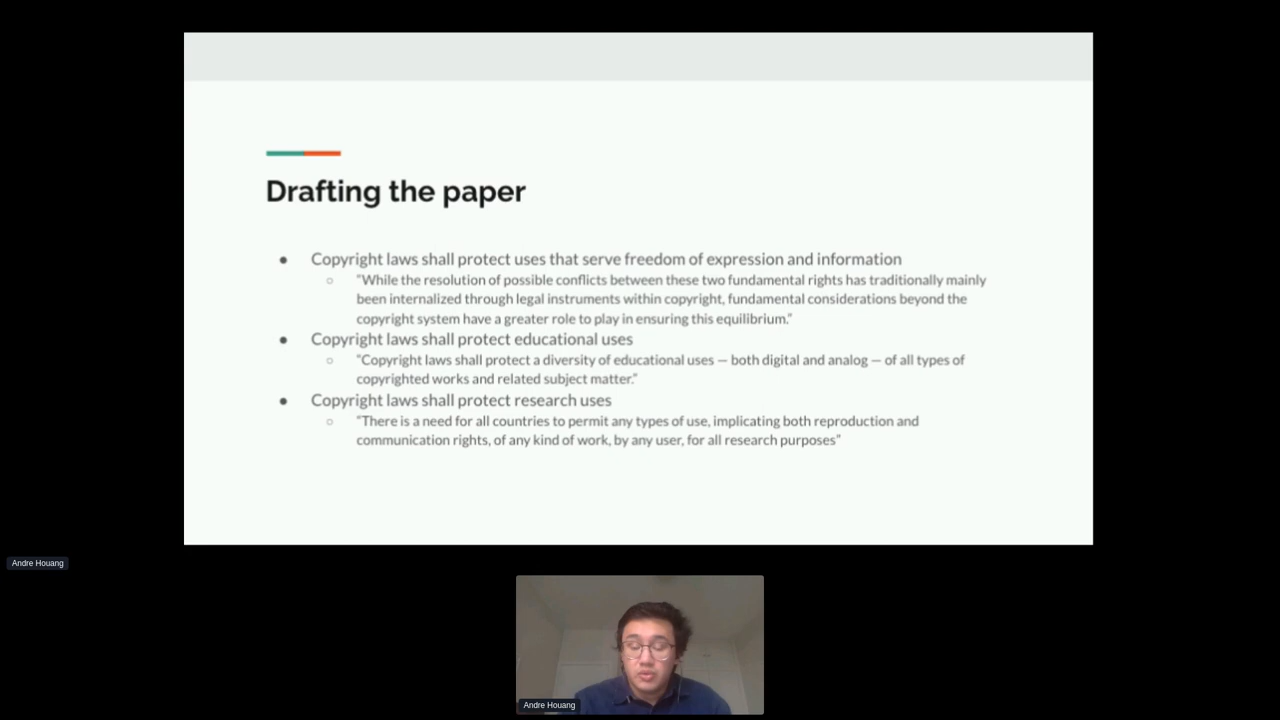 Drafting the paper
● Copyright laws shall protect uses that serve freedom of expression and information
○ “While the resolution of possible conflicts between these two fundamental rights has traditionally mainly
been internalized through legal instruments within copyright, fundamental considerations beyond the
copyright system have a greater role to play in ensuring this equilibrium.”
● Copyright laws shall protect educational uses
○ “Copyright laws shall protect a diversity of educational uses — both digital and analog — of all types of
copyrighted works and related subject matter.”
● Copyright laws shall protect research uses
○ “There is a need for all countries to permit any types of use, implicating both reproduction and
communication rights, of any kind of work, by any user, for all research purposes”
Andre Houang
Andre Houang